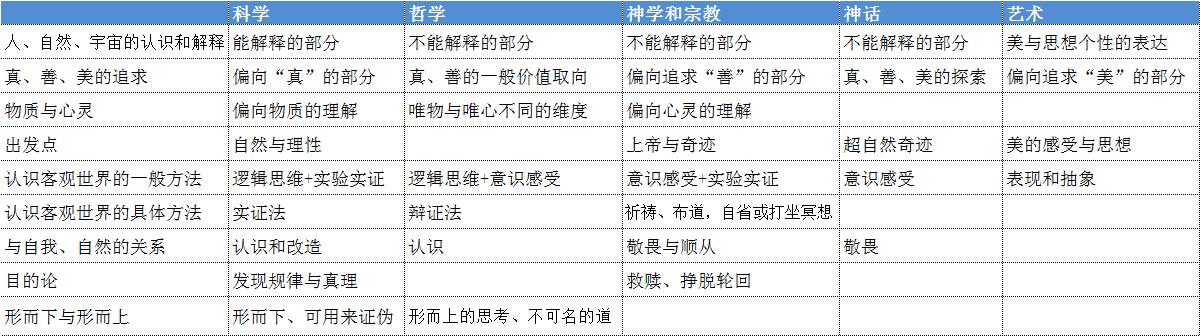 科学 哲学 神学和宗教 神话 艺术
人、自然、宇宙的认识和解释 能解释的部分 不能解释的部分 不能解释的部分 不能解释的部分 美与思想个性的表达
真、善、美的追求 偏向“真”的部分 真、善的一般价值取向 偏向追求“善”的部分 真、善、美的探索 偏向追求“美”的部分
物质与心灵 偏向物质的理解 唯物与唯心不同的维度 偏向心灵的理解
出发点 自然与理性 上帝与奇迹 超自然奇迹 美的感受与思想
认识客观世界的一般方法 逻辑思维+实验实证 逻辑思维+意识感受 意识感受+实验实证 意识感受 表现和抽象
认识客观世界的具体方法 实证法 辩证法 祈祷、布道，自省或打坐冥想
与自我、自然的关系 认识和改造 认识 敬畏与顺从 敬畏
目的论 发现规律与真理 救赎、挣脱轮回
形而下与形而上 形而下、可用来证伪 形而上的思考、不可名的道